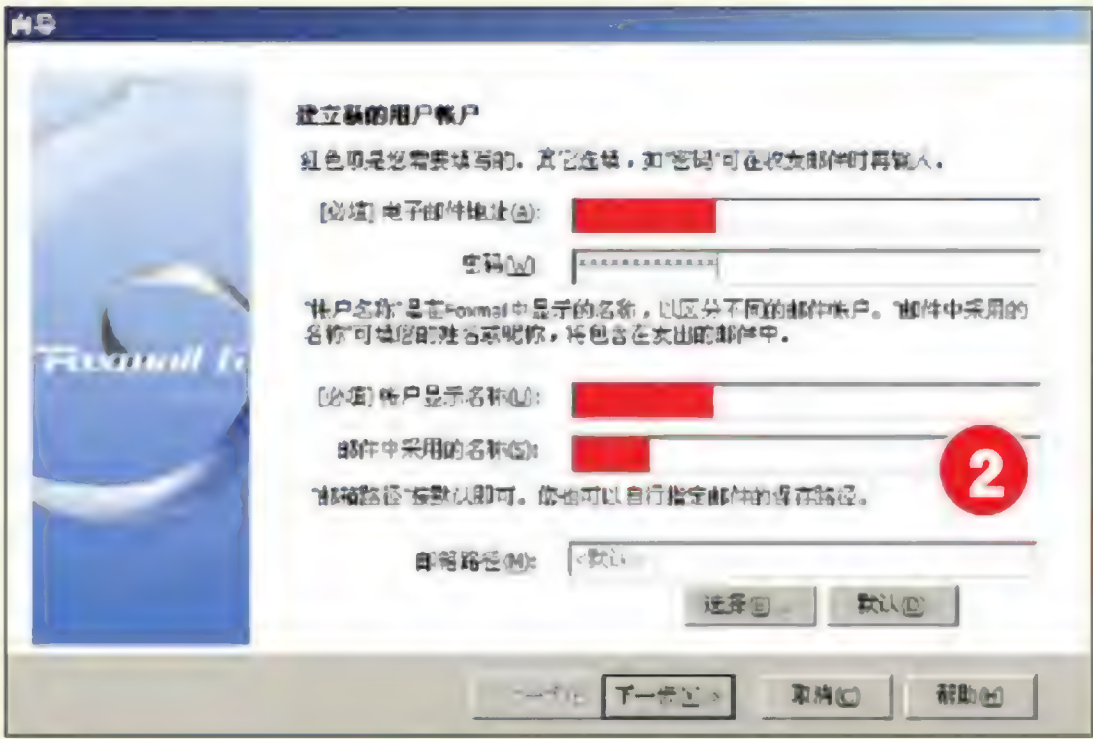 向导
建立新的用户帐户
红色项是您需要填写的。其它选填，如"密码"可在收发邮件时再输入。
[必填] 电子邮件地址(A):
密码(W)
"帐户名称"是在Foxmail中显示的名称，以区分不同的邮件帐户。"邮件中采用的
名称"可填您的姓名或昵称，将包含在发出的邮件中。
Foxmail
[必填] 帐户显示名称(U):
邮件中采用的名称(S):
2
"邮箱路径"按默认即可。你也可以自行指定邮件的保存路径。
邮箱路径(M): <默认>
选择 默认(D)
下一步 > 取消(C) 帮助(H)